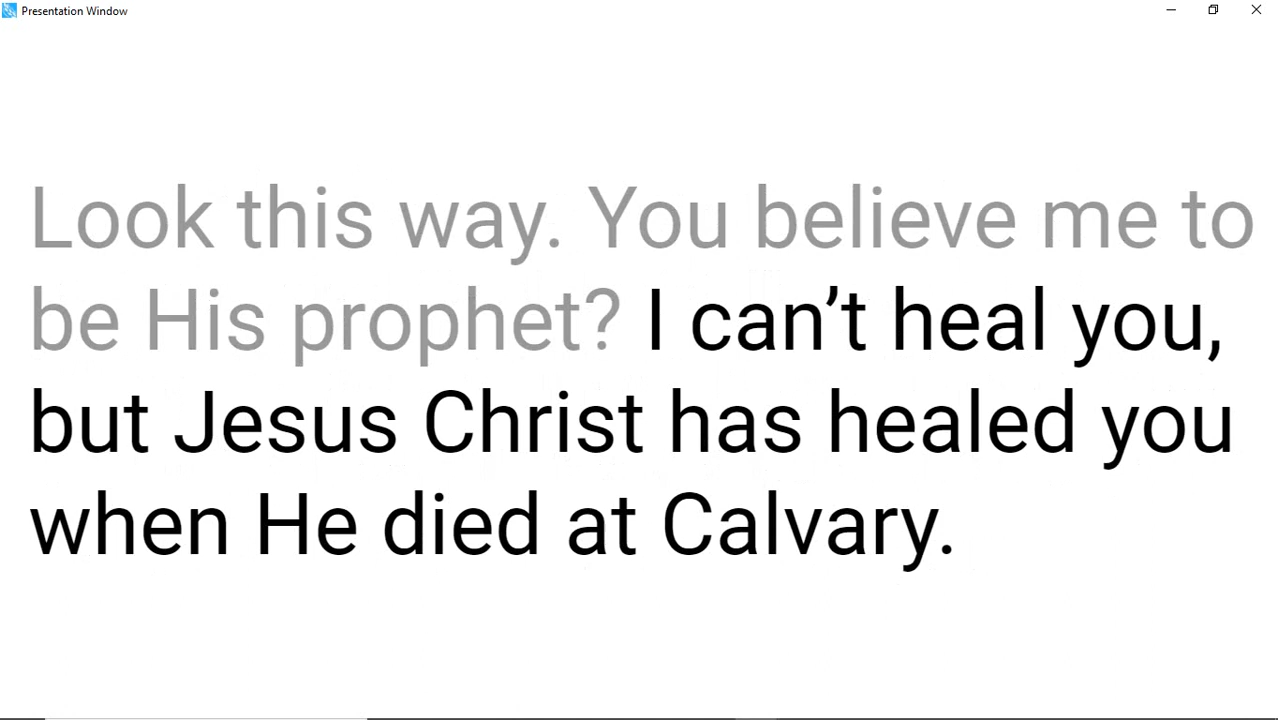 Presentation Window
Look this way. You believe me to
be His prophet? I can’t heal you,
but Jesus Christ has healed you
when He died at Calvary.